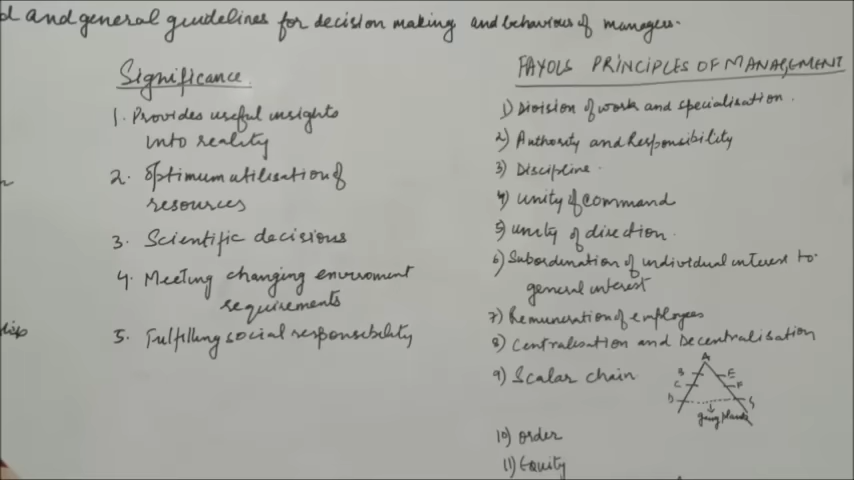 d and general guidelines for decision making and behaviour of managers.
Significance
1. Provides useful insights
into reality
2. Optimum utilisation of
resources
3. Scientific decisions
4. Meeting changing enviroment
requirements
5. Fulfilling social responsibility
FAYOLS PRINCIPLES OF MANAGEMENT
1) Division of work and specialisation.
2) Authority and Responsibility
3) Discipline.
4) Unity of command
5) Unity of direction.
6) Subordination of individual interest to
general interest
7) Remuneration of employees
8) Centralisation and Decentralisation
9) Scalar chain
A
B E
C F
D G
gang plank
10) Order
11) Equity